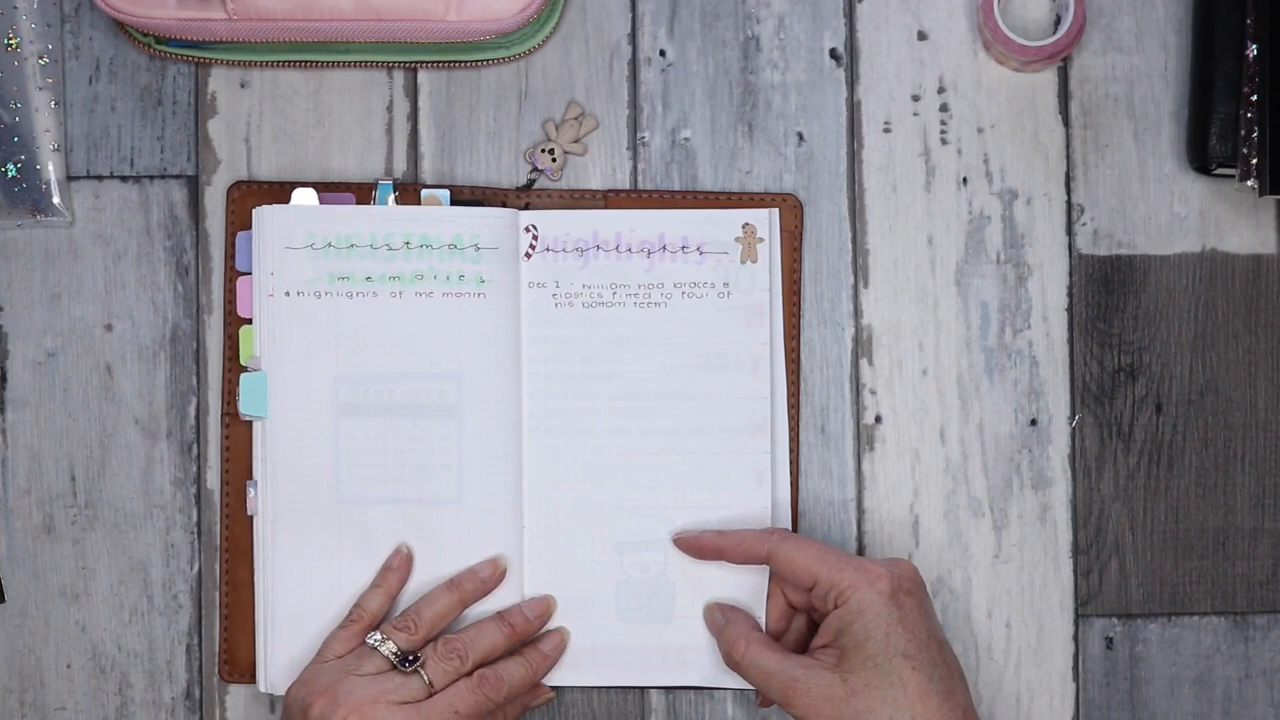 christmas
memories
& highlights of the month
highlights
Dec 1 - William had braces &
elastics fitted to four of
his bottom teeth.